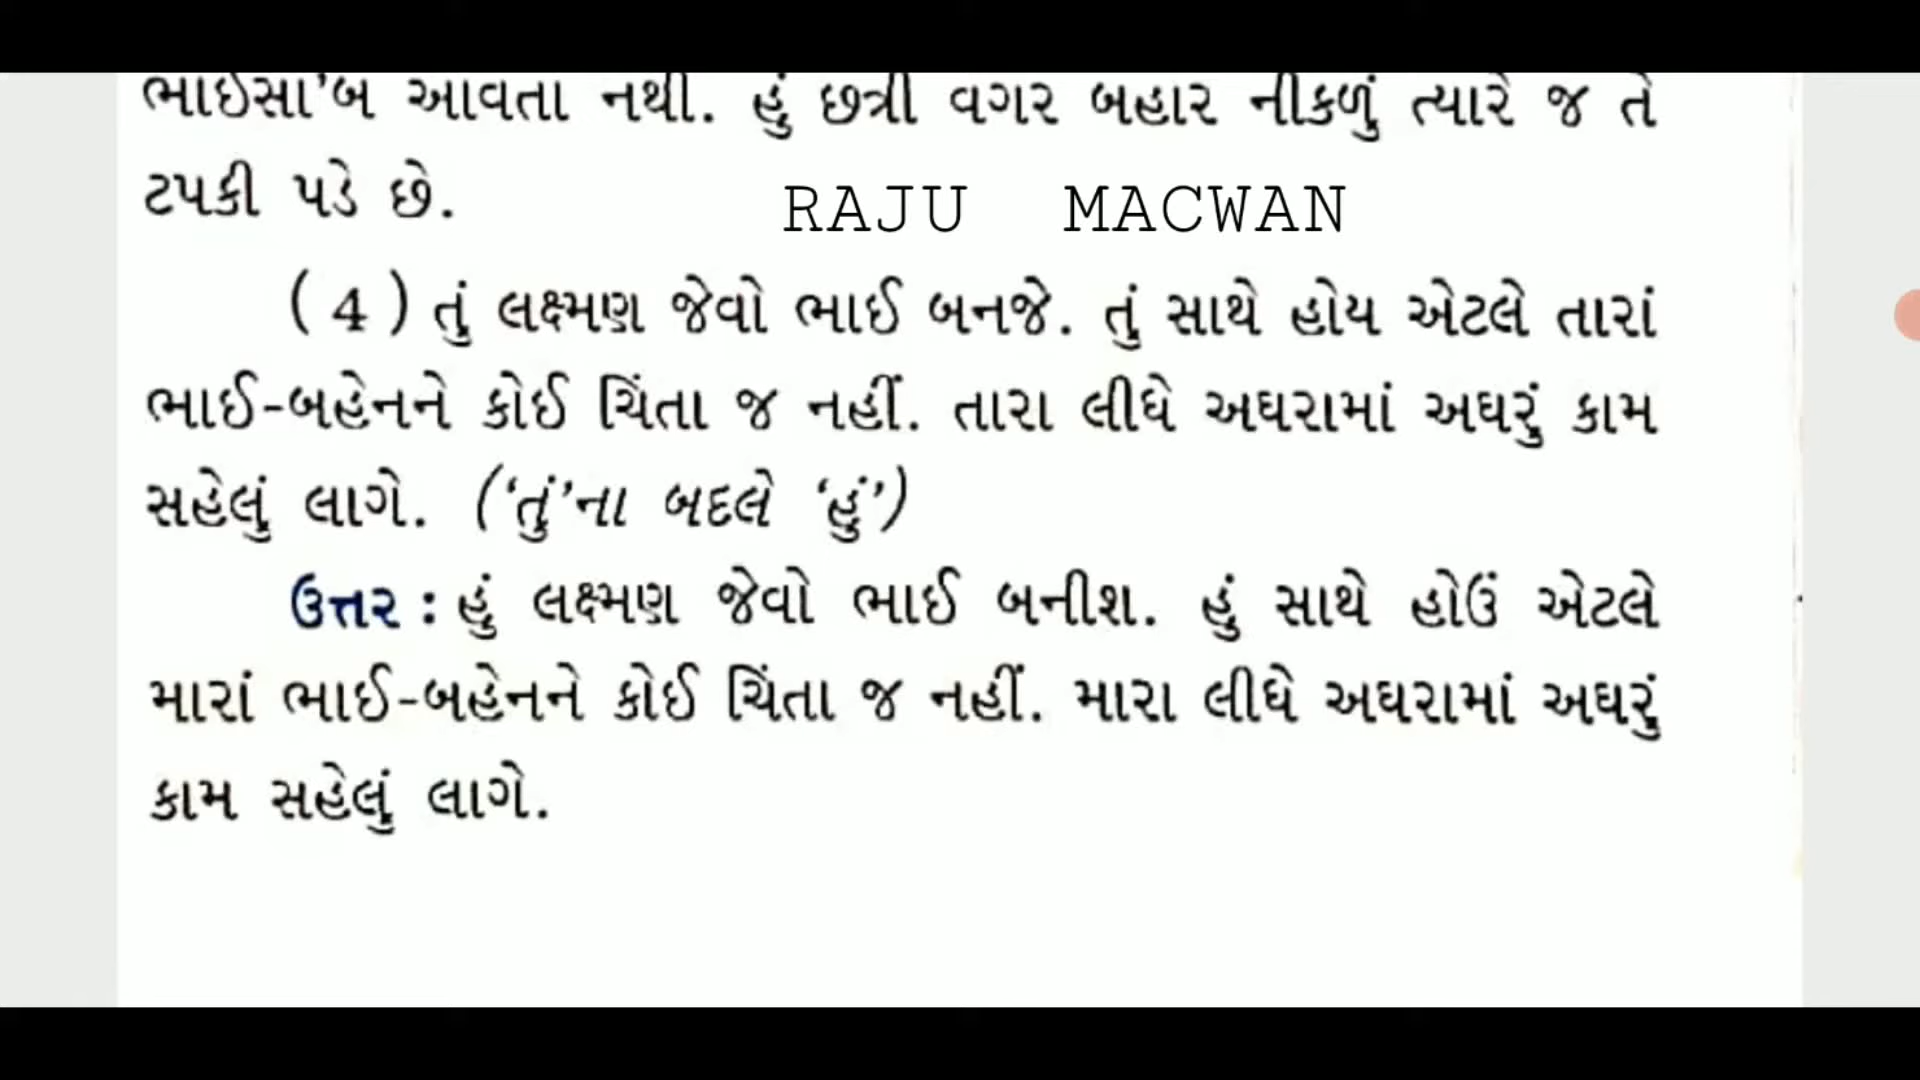 ભાઈસા'બ આવતા નથી. હું છત્રી વગર બહાર નીકળું ત્યારે જ તે
ટપકી પડે છે.
RAJU MACWAN
(4) તું લક્ષ્મણ જેવો ભાઈ બનજે. તું સાથે હોય એટલે તારાં
ભાઈ-બહેનને કોઈ ચિંતા જ નહીં. તારા લીધે અઘરામાં અઘરું કામ
સહેલું લાગે. (‘તું’ના બદલે ‘હું’)
ઉત્તર : હું લક્ષ્મણ જેવો ભાઈ બનીશ. હું સાથે હોઉં એટલે
મારાં ભાઈ-બહેનને કોઈ ચિંતા જ નહીં. મારા લીધે અઘરામાં અઘરું
કામ સહેલું લાગે.